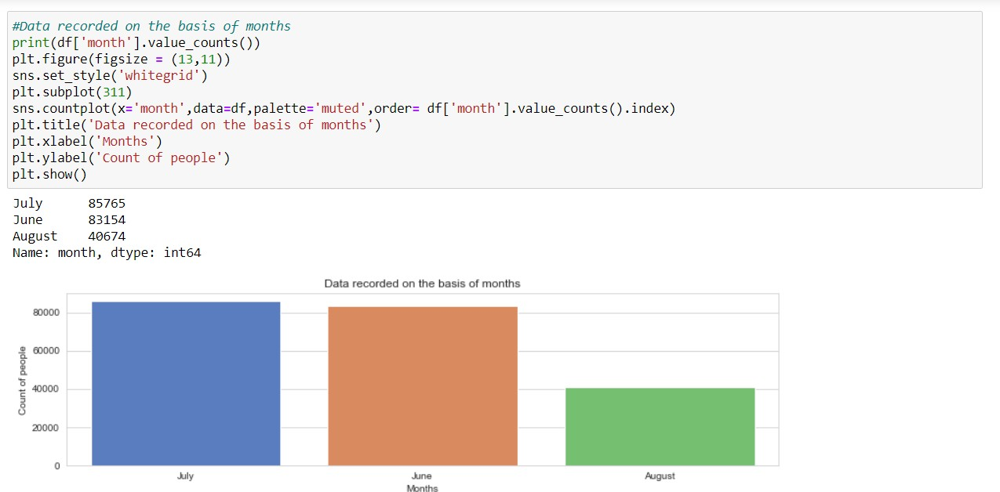 #Data recorded on the basis of months
print(df['month'].value_counts())
plt.figure(figsize = (13,11))
sns.set_style('whitegrid')
plt.subplot(311)
sns.countplot(x='month',data=df,palette='muted',order= df['month'].value_counts().index)
plt.title('Data recorded on the basis of months')
plt.xlabel('Months')
plt.ylabel('Count of people')
plt.show()
July      85765
June      83154
August    40674
Name: month, dtype: int64
Data recorded on the basis of months
80000
60000
40000
20000
0
Count of people
July June August
Months